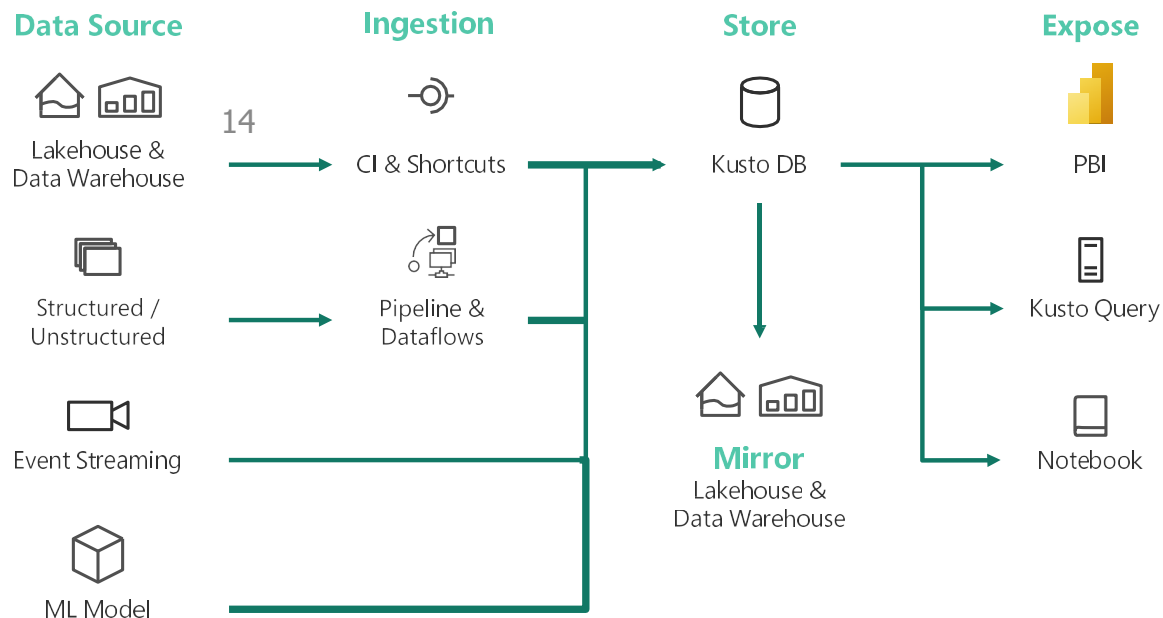 Data Source
Ingestion
Store
Expose
14
Lakehouse &
Data Warehouse
CI & Shortcuts
Kusto DB
PBI
Structured /
Unstructured
Pipeline &
Dataflows
Kusto Query
Event Streaming
Mirror
Lakehouse &
Data Warehouse
Notebook
ML Model